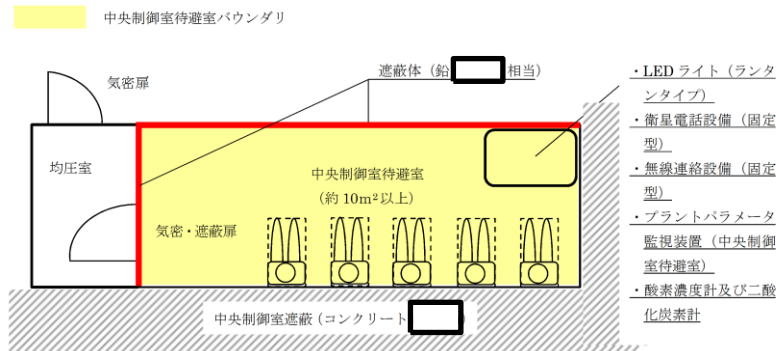 中央制御室待避室バウンダリ
気密扉
遮蔽体（鉛 相当）
均圧室
中央制御室待避室
（約 10m²以上）
気密・遮蔽扉
中央制御室遮蔽（コンクリート ）
・LED ライト（ランタ
ンタイプ）
・衛星電話設備（固定
型）
・無線連絡設備（固定
型）
・プラントパラメータ
監視装置（中央制御
室待避室）
・酸素濃度計及び二酸
化炭素計